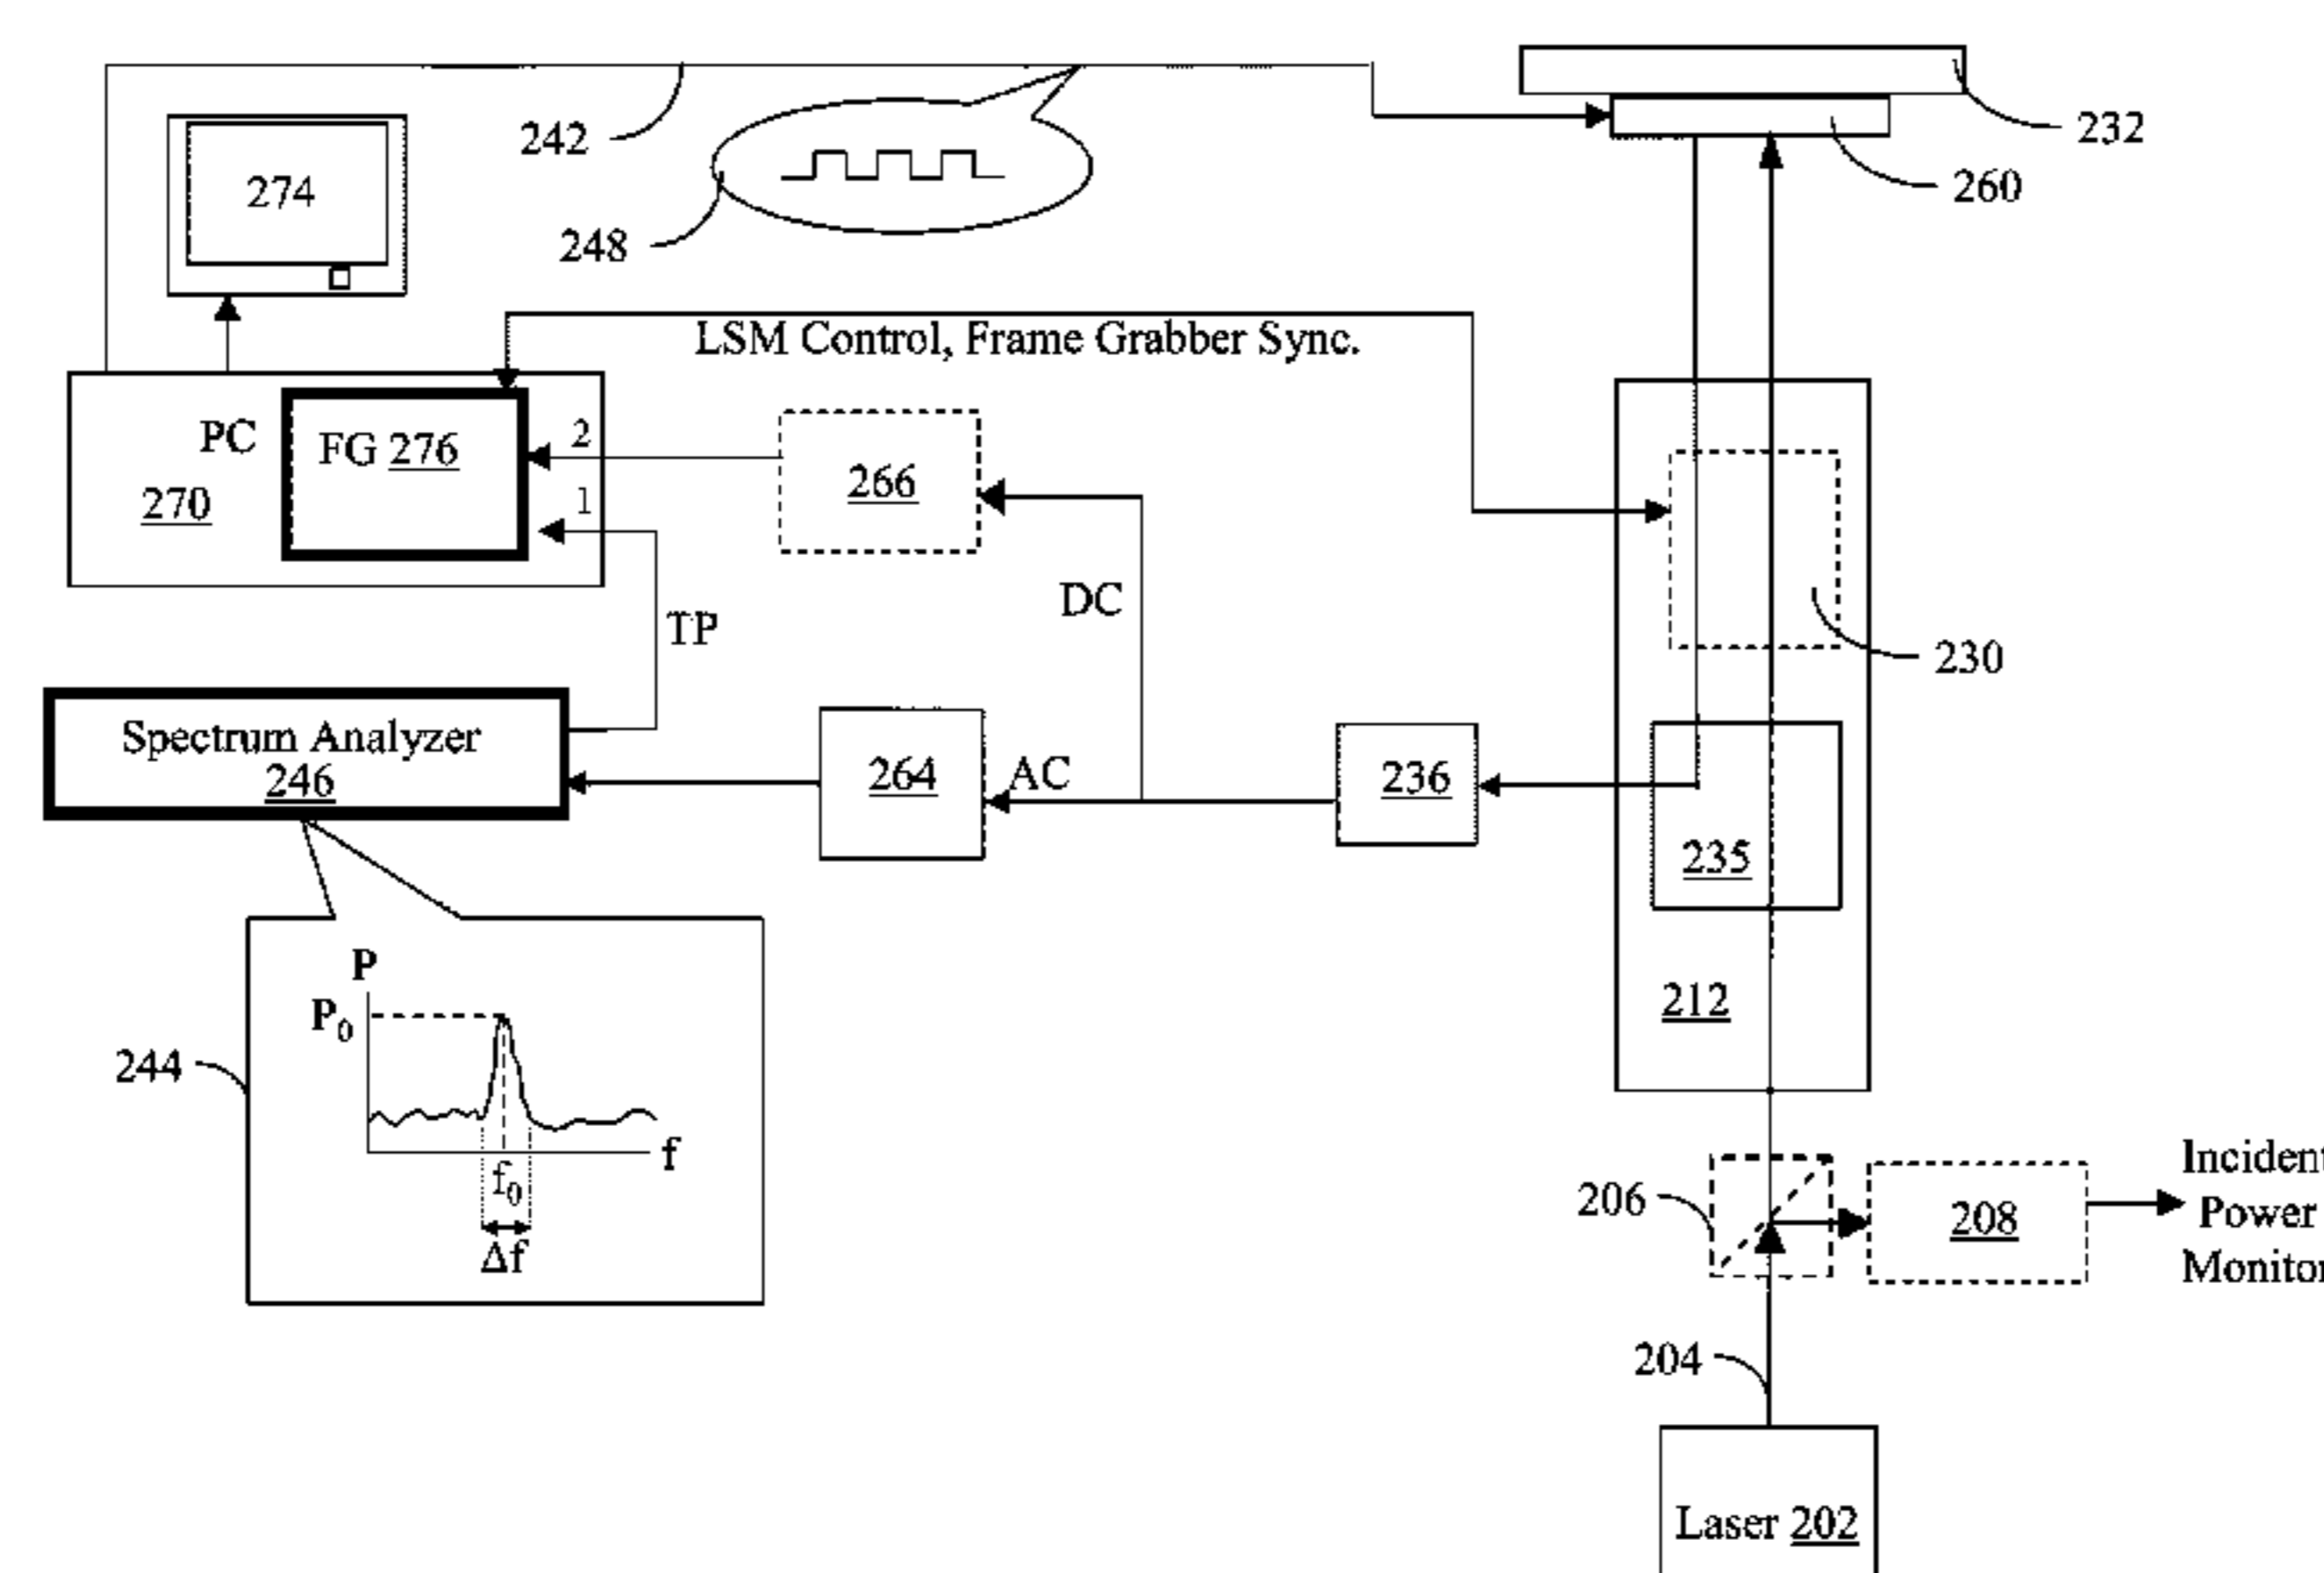 242
232
274
260
248
LSM Control, Frame Grabber Sync.
PC
FG 276
2
270
1
266
DC
TP
230
Spectrum Analyzer
246
264
AC
236
235
212
P
P0
244
f
f0
Δf
206
208
Incident
Power
Monitor
204
Laser 202